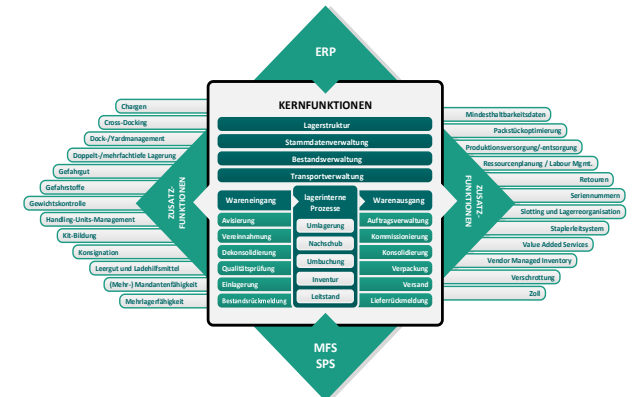 ERP
KERNFUNKTIONEN
Lagerstruktur
Stammdatenverwaltung
Bestandsverwaltung
Transportverwaltung
Wareneingang
Avisierung
Vereinnahmung
Dekonsolidierung
Qualitätsprüfung
Einlagerung
Bestandsrückmeldung
lagerinterne
Prozesse
Umlagerung
Nachschub
Umbuchung
Inventur
Leitstand
Warenausgang
Auftragsverwaltung
Kommissionierung
Konsolidierung
Verpackung
Versand
Lieferrückmeldung
MFS
SPS
ZUSATZ-
FUNKTIONEN
Chargen
Cross-Docking
Dock-/Yardmanagement
Doppelt-/mehrfachtiefe Lagerung
Gefahrgut
Gefahrstoffe
Gewichtskontrolle
Handling-Units-Management
Kit-Bildung
Konsignation
Leergut und Ladehilfsmittel
(Mehr-) Mandantenfähigkeit
Mehrlagerfähigkeit
ZUSATZ-
FUNKTIONEN
Mindesthaltbarkeitsdaten
Packstückoptimierung
Produktionsversorgung/-entsorgung
Ressourcenplanung / Labour Mgmt.
Retouren
Seriennummern
Slotting und Lagerreorganisation
Staplerleitsystem
Value Added Services
Vendor Managed Inventory
Verschrottung
Zoll